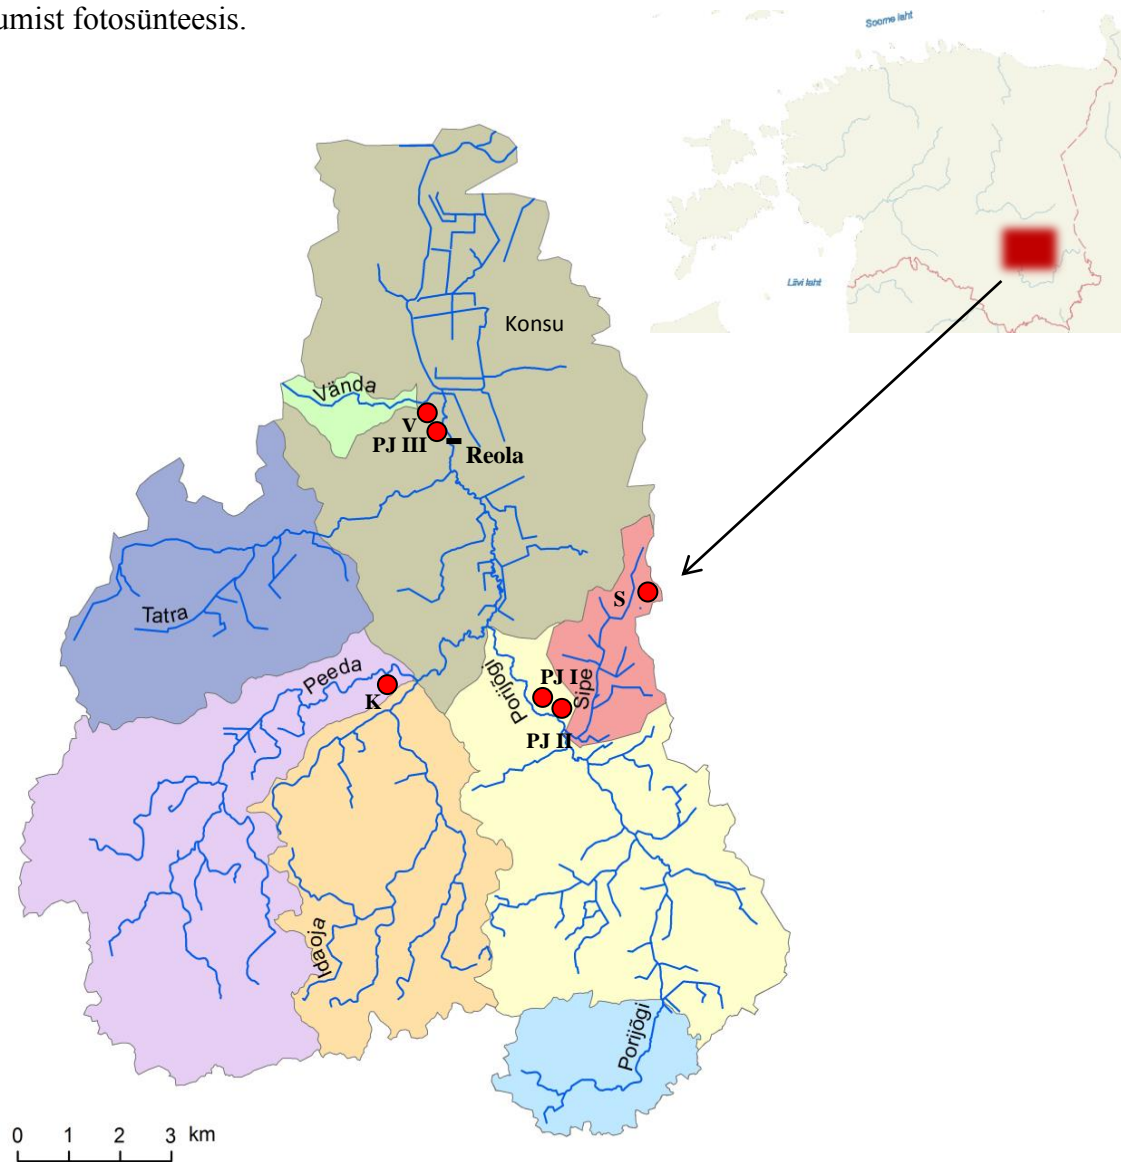 umist fotosünteesis.
Soome laht
Liivi laht
Konsu
Vända
V
PJ III
Reola
Tatra
S
Peeda
K
Porijõgi
PJ I
Sipe
PJ II
Idaoja
Porijõgi
0 1 2 3 km